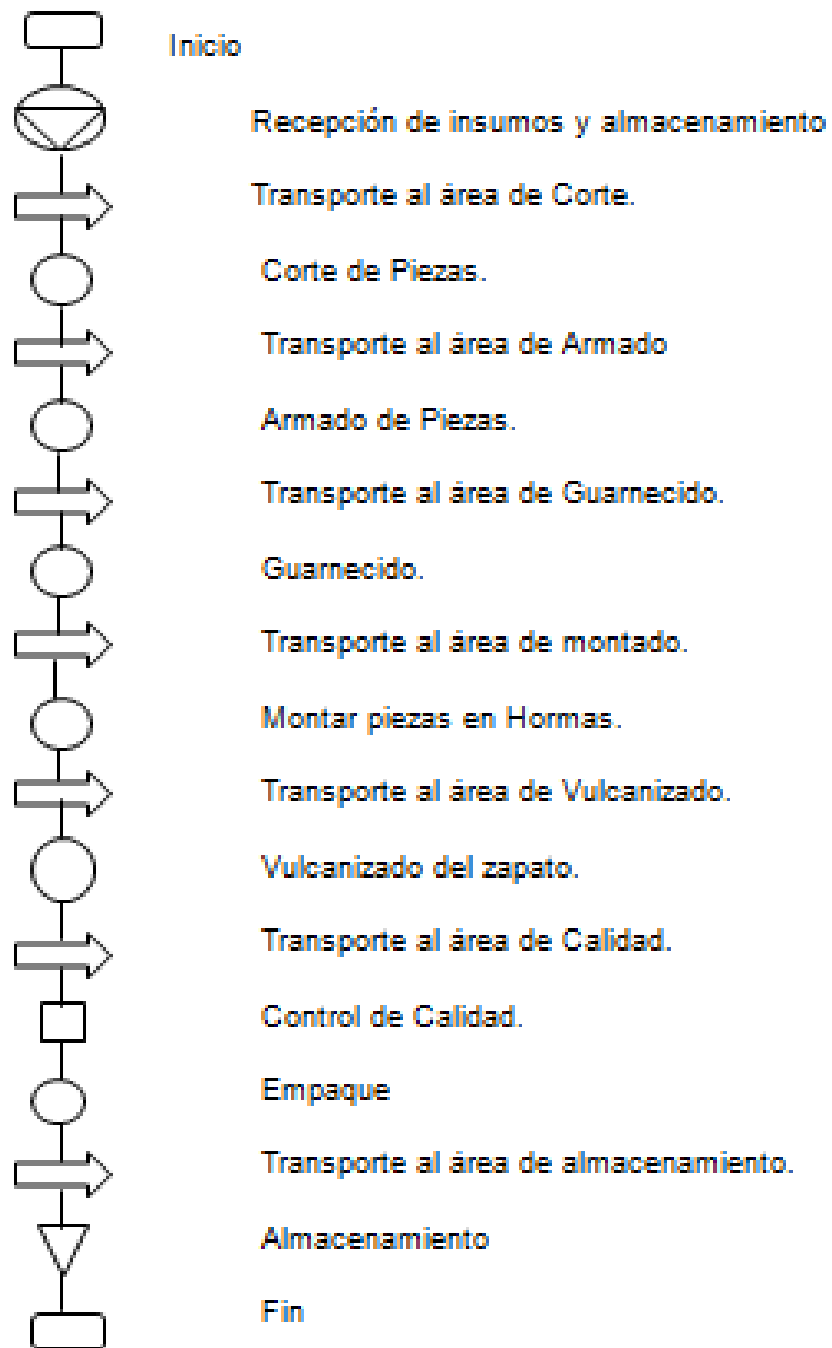 Inicio
Recepción de insumos y almacenamiento
Transporte al área de Corte.
Corte de Piezas.
Transporte al área de Armado
Armado de Piezas.
Transporte al área de Guarnecido.
Guarnecido.
Transporte al área de montado.
Montar piezas en Hormas.
Transporte al área de Vulcanizado.
Vulcanizado del zapato.
Transporte al área de Calidad.
Control de Calidad.
Empaque
Transporte al área de almacenamiento.
Almacenamiento
Fin